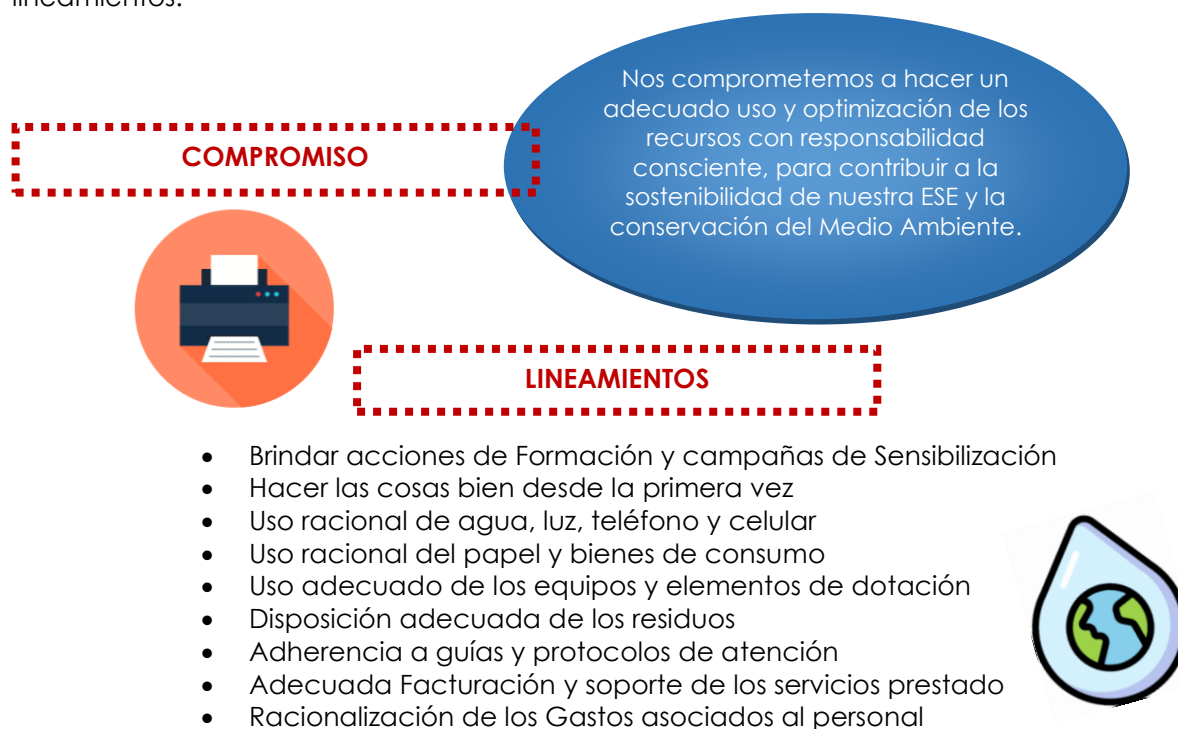 lineamientos.
Nos comprometemos a hacer un
adecuado uso y optimización de los
recursos con responsabilidad
consciente, para contribuir a la
sostenibilidad de nuestra ESE y la
conservación del Medio Ambiente.
COMPROMISO
LINEAMIENTOS
• Brindar acciones de Formación y campañas de Sensibilización
• Hacer las cosas bien desde la primera vez
• Uso racional de agua, luz, teléfono y celular
• Uso racional del papel y bienes de consumo
• Uso adecuado de los equipos y elementos de dotación
• Disposición adecuada de los residuos
• Adherencia a guías y protocolos de atención
• Adecuada Facturación y soporte de los servicios prestado
• Racionalización de los Gastos asociados al personal